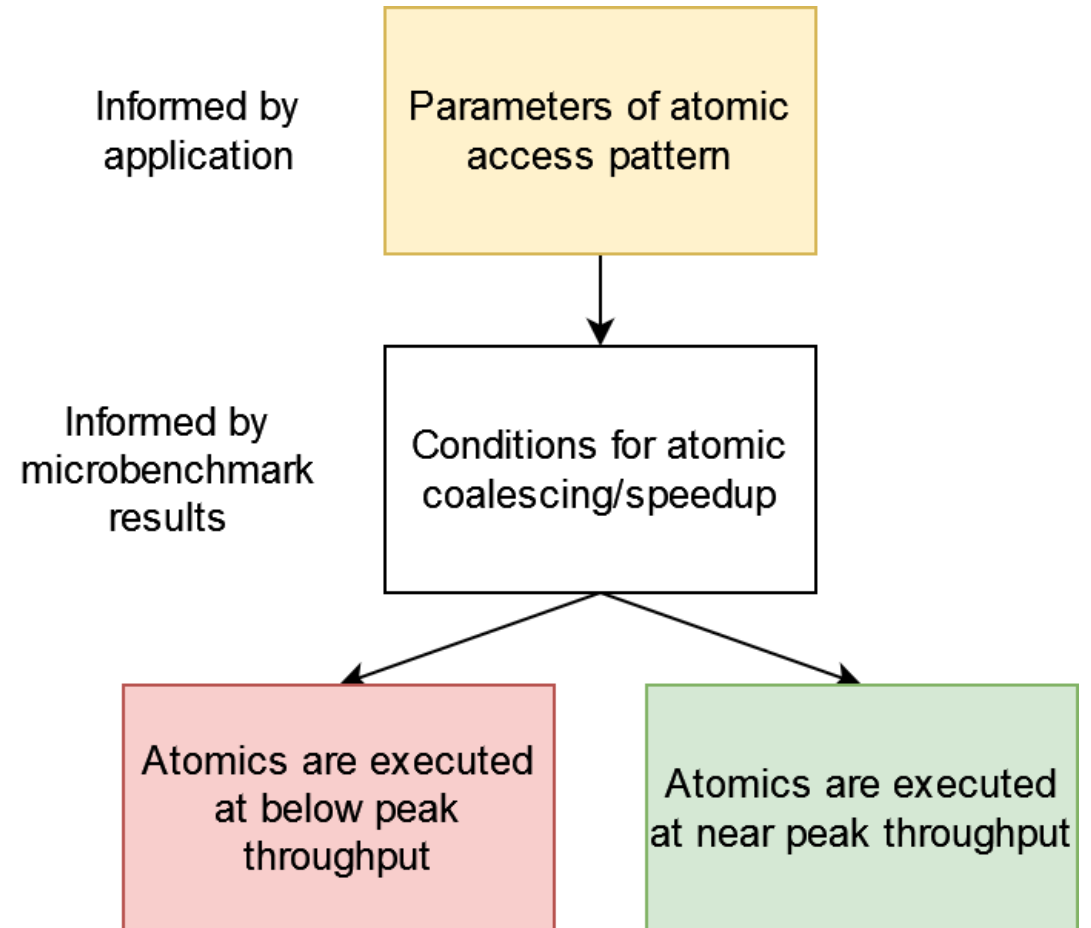 Informed by
application
Parameters of atomic
access pattern
Informed by
microbenchmark
results
Conditions for atomic
coalescing/speedup
Atomics are executed
at below peak
throughput
Atomics are executed
at near peak throughput